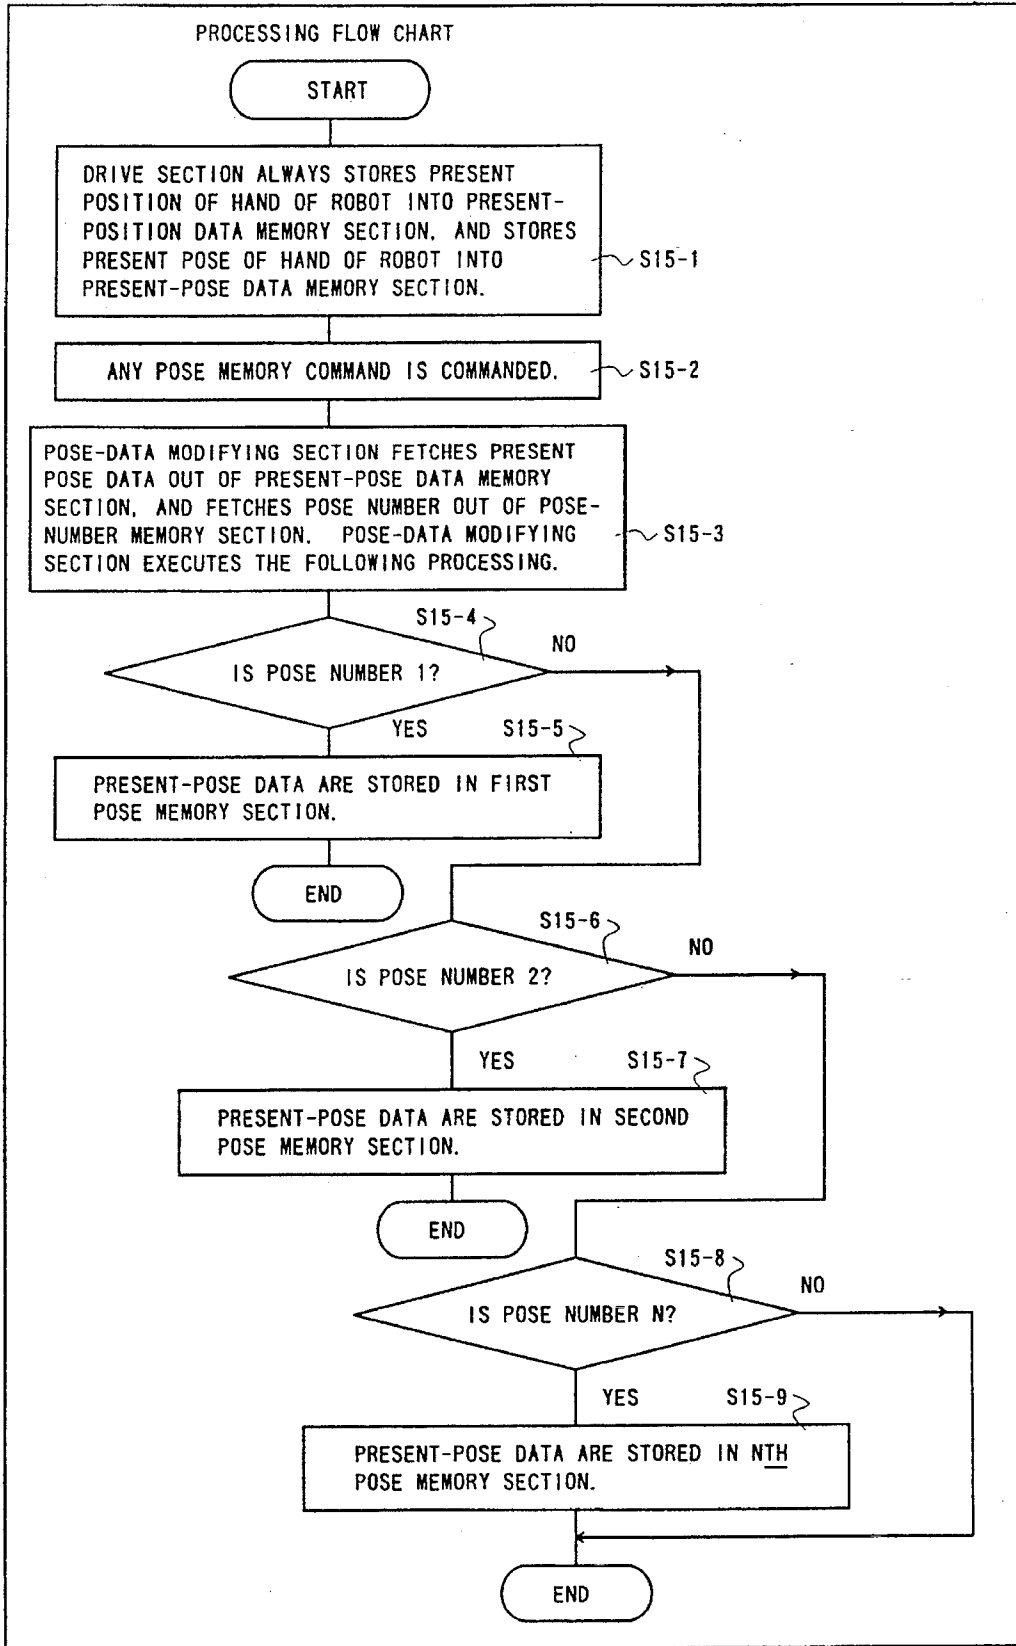 PROCESSING FLOW CHART
START
DRIVE SECTION ALWAYS STORES PRESENT
POSITION OF HAND OF ROBOT INTO PRESENT-
POSITION DATA MEMORY SECTION, AND STORES
PRESENT POSE OF HAND OF ROBOT INTO
PRESENT-POSE DATA MEMORY SECTION.
S15-1
ANY POSE MEMORY COMMAND IS COMMANDED.
S15-2
POSE-DATA MODIFYING SECTION FETCHES PRESENT
POSE DATA OUT OF PRESENT-POSE DATA MEMORY
SECTION, AND FETCHES POSE NUMBER OUT OF POSE-
NUMBER MEMORY SECTION. POSE-DATA MODIFYING
SECTION EXECUTES THE FOLLOWING PROCESSING.
S15-3
S15-4
IS POSE NUMBER 1?
NO
YES
S15-5
PRESENT-POSE DATA ARE STORED IN FIRST
POSE MEMORY SECTION.
END
S15-6
IS POSE NUMBER 2?
NO
YES
S15-7
PRESENT-POSE DATA ARE STORED IN SECOND
POSE MEMORY SECTION.
END
S15-8
IS POSE NUMBER N?
NO
YES
S15-9
PRESENT-POSE DATA ARE STORED IN NTH
POSE MEMORY SECTION.
END